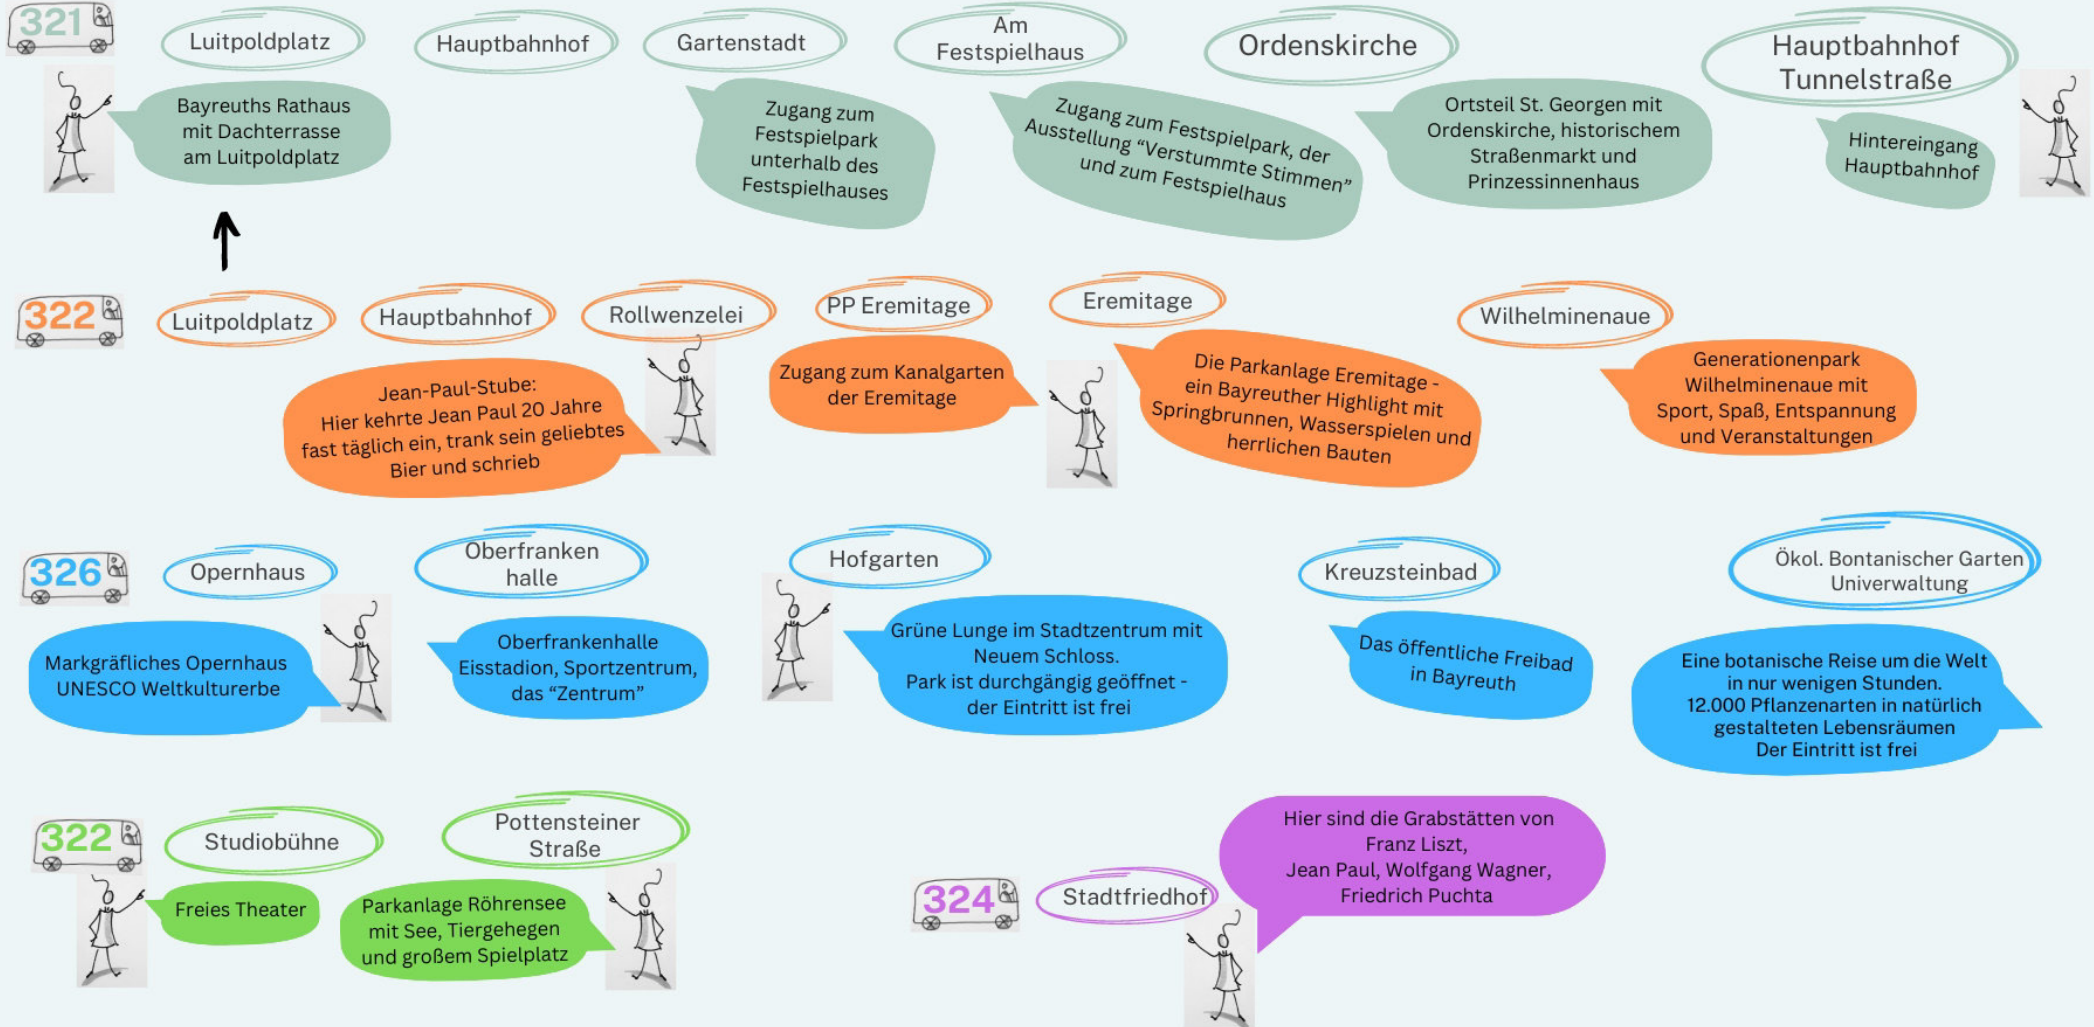 321
Luitpoldplatz
Hauptbahnhof
Gartenstadt
Am
Festspielhaus
Ordenskirche
Hauptbahnhof
Tunnelstraße
Bayreuths Rathaus
mit Dachterrasse
am Luitpoldplatz
Zugang zum
Festspielpark
unterhalb des
Festspielhauses
Zugang zum Festspielpark, der
Ausstellung “Verstummte Stimmen”
und zum Festspielhaus
Ortsteil St. Georgen mit
Ordenskirche, historischem
Straßenmarkt und
Prinzessinnenhaus
Hintereingang
Hauptbahnhof
322
Luitpoldplatz
Hauptbahnhof
Rollwenzelei
PP Eremitage
Eremitage
Wilhelminenaue
Jean-Paul-Stube:
Hier kehrte Jean Paul 20 Jahre
fast täglich ein, trank sein geliebtes
Bier und schrieb
Zugang zum Kanalgarten
der Eremitage
Die Parkanlage Eremitage -
ein Bayreuther Highlight mit
Springbrunnen, Wasserspielen und
herrlichen Bauten
Generationenpark
Wilhelminenaue mit
Sport, Spaß, Entspannung
und Veranstaltungen
326
Opernhaus
Oberfranken
halle
Hofgarten
Kreuzsteinbad
Ökol. Bontanischer Garten
Univerwaltung
Markgräfliches Opernhaus
UNESCO Weltkulturerbe
Oberfrankenhalle
Eisstadion, Sportzentrum,
das “Zentrum”
Grüne Lunge im Stadtzentrum mit
Neuem Schloss.
Park ist durchgängig geöffnet -
der Eintritt ist frei
Das öffentliche Freibad
in Bayreuth
Eine botanische Reise um die Welt
in nur wenigen Stunden.
12.000 Pflanzenarten in natürlich
gestalteten Lebensräumen
Der Eintritt ist frei
322
Studiobühne
Pottensteiner
Straße
Freies Theater
Parkanlage Röhrensee
mit See, Tiergehegen
und großem Spielplatz
324
Stadtfriedhof
Hier sind die Grabstätten von
Franz Liszt,
Jean Paul, Wolfgang Wagner,
Friedrich Puchta